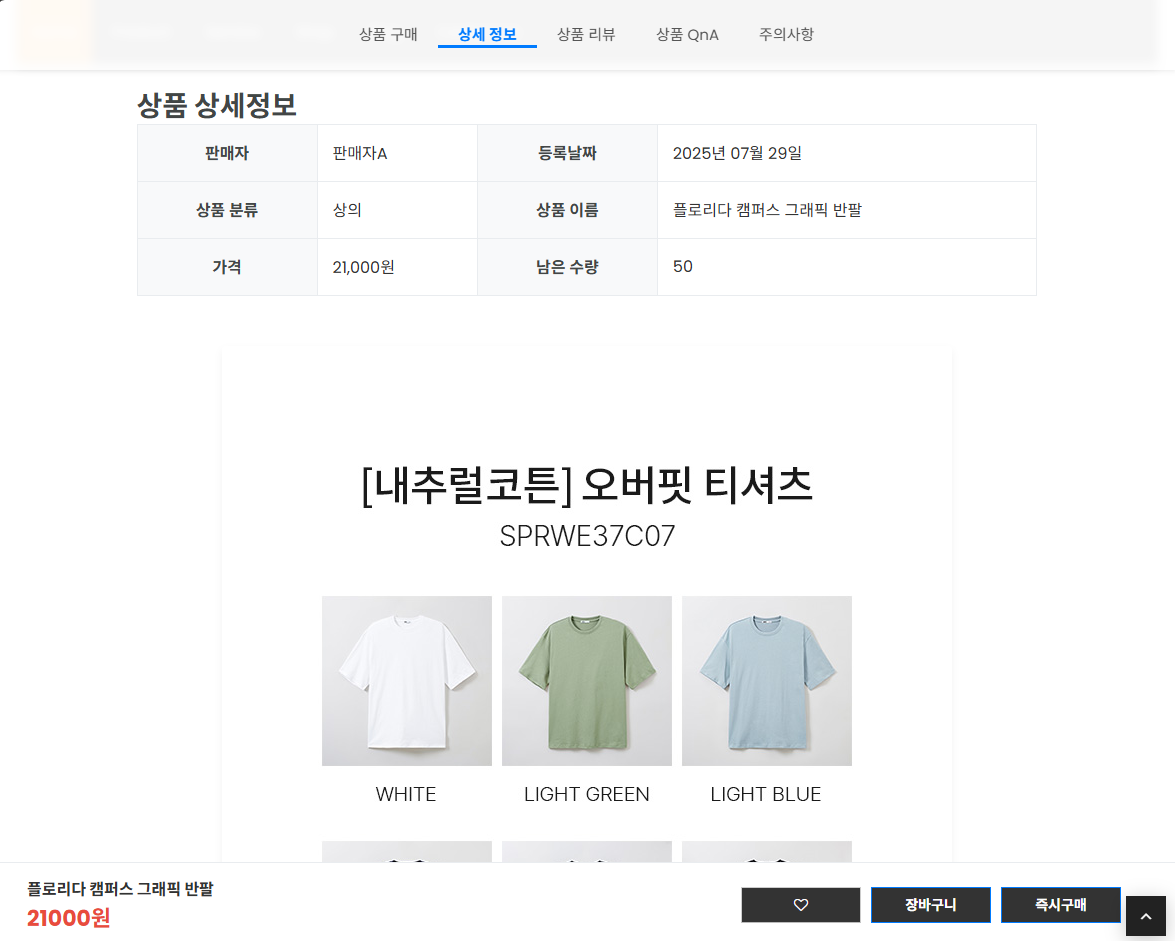 상품 구매 상세 정보 상품 리뷰 상품 QnA 주의사항
상품 상세정보
판매자 판매자A 등록날짜 2025년 07월 29일
상품 분류 상의 상품 이름 플로리다 캠퍼스 그래픽 반팔
가격 21,000원 남은 수량 50
[내추럴코튼] 오버핏 티셔츠
SPRWE37C07
WHITE LIGHT GREEN LIGHT BLUE
플로리다 캠퍼스 그래픽 반팔
21000원
장바구니 즉시구매